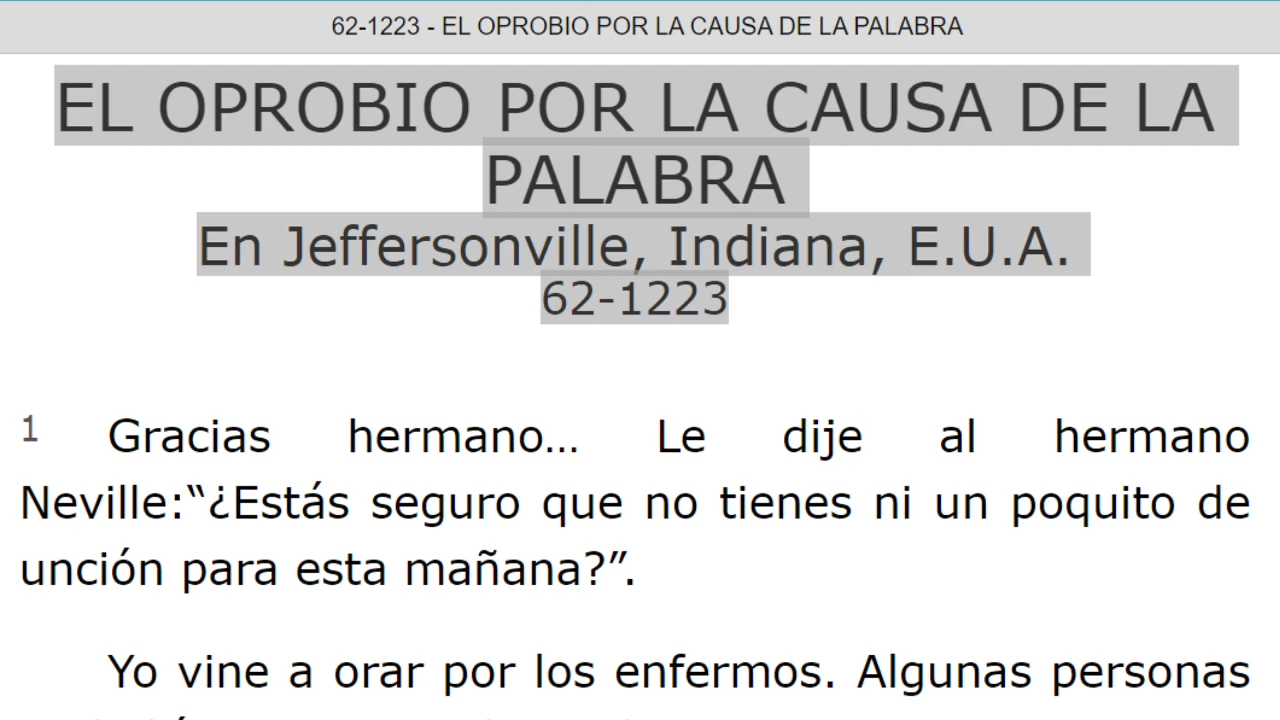 62-1223 - EL OPROBIO POR LA CAUSA DE LA PALABRA
EL OPROBIO POR LA CAUSA DE LA
PALABRA
En Jeffersonville, Indiana, E.U.A.
62-1223
1 Gracias hermano... Le dije al hermano
Neville:“¿Estás seguro que no tienes ni un poquito de
unción para esta mañana?”.
Yo vine a orar por los enfermos. Algunas personas